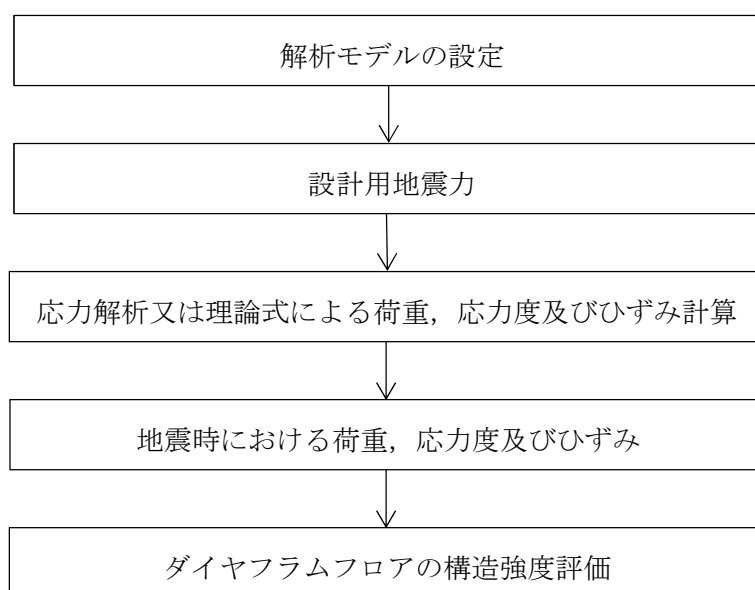 解析モデルの設定
設計用地震力
応力解析又は理論式による荷重，応力度及びひずみ計算
地震時における荷重，応力度及びひずみ
ダイヤフラムフロアの構造強度評価